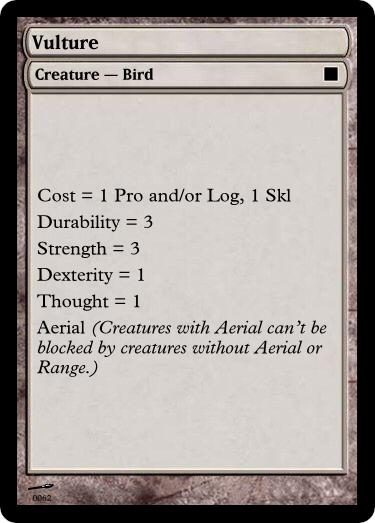 Vulture
Creature — Bird
Cost = 1 Pro and/or Log, 1 Skl
Durability = 3
Strength = 3
Dexterity = 1
Thought = 1
Aerial (Creatures with Aerial can't be
blocked by creatures without Aerial or
Range.)
0062